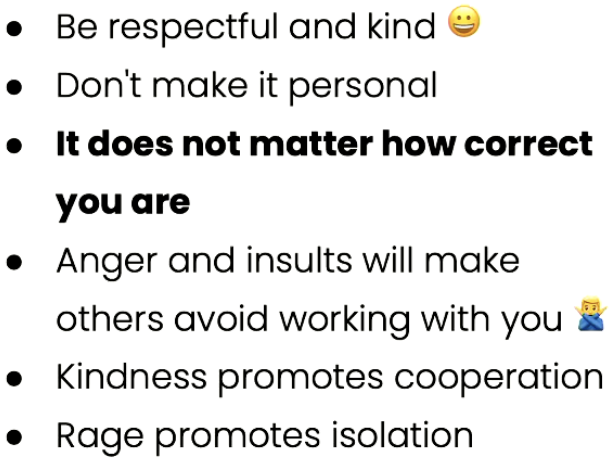 ● Be respectful and kind 😀
● Don't make it personal
● It does not matter how correct
you are
● Anger and insults will make
others avoid working with you 🙅‍♂️
● Kindness promotes cooperation
● Rage promotes isolation